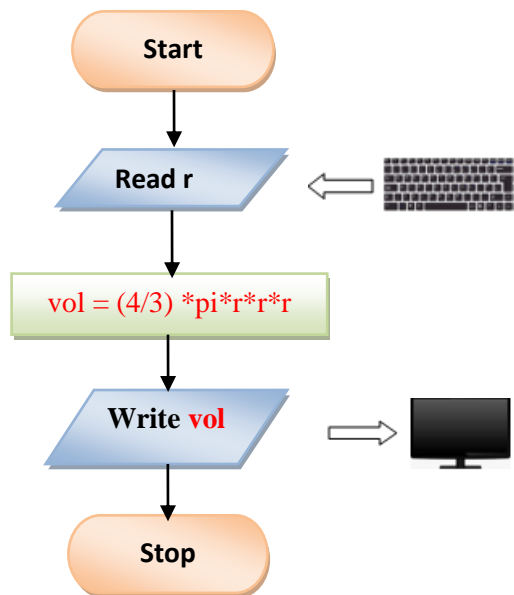 Start
Read r
vol = (4/3) *pi*r*r*r
Write vol
Stop